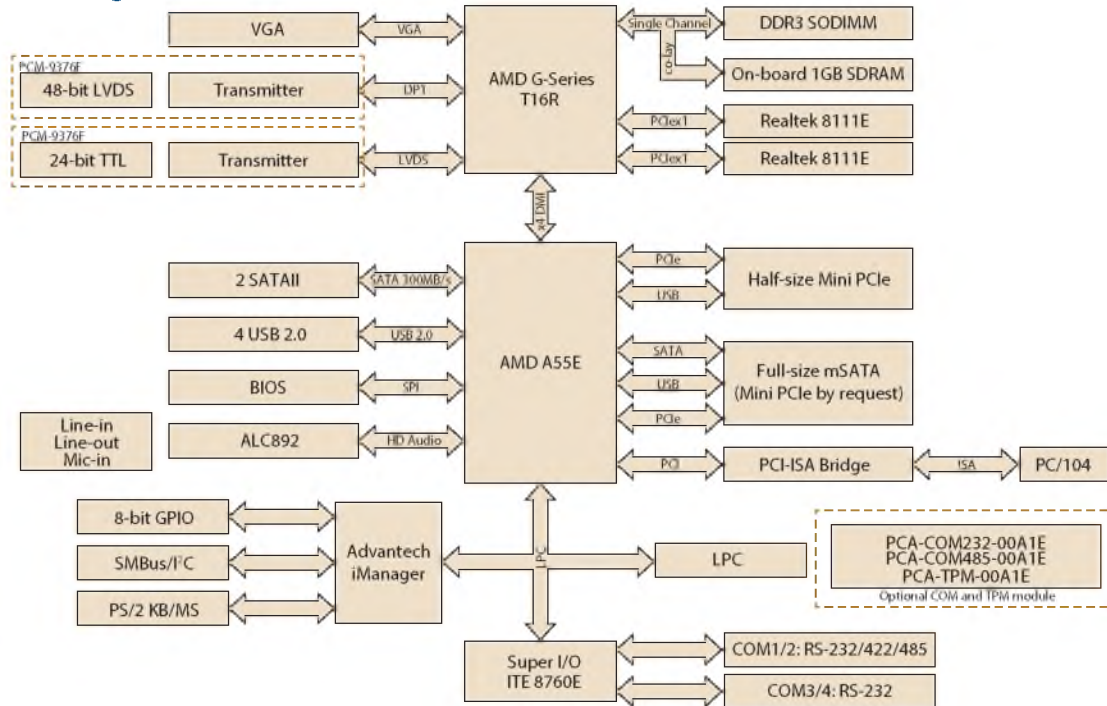 VGA
VGA
AMD G-Series
T16R
Single Channel
DDR3 SODIMM
co-lay
On-board 1GB SDRAM
PCM-9376F
48-bit LVDS
Transmitter
DP1
PCM-9376F
24-bit TTL
Transmitter
LVDS
PCIex1
Realtek 8111E
PCIex1
Realtek 8111E
x4 DMI
AMD A55E
2 SATAII
SATA 300MB/s
4 USB 2.0
USB 2.0
BIOS
SPI
Line-in
Line-out
Mic-in
ALC892
HD Audio
PCIe
USB
Half-size Mini PCIe
SATA
USB
PCIe
Full-size mSATA
(Mini PCIe by request)
PCI
PCI-ISA Bridge
ISA
PC/104
8-bit GPIO
SMBus/I²C
PS/2 KB/MS
Advantech
iManager
LPC
LPC
PCA-COM232-00A1E
PCA-COM485-00A1E
PCA-TPM-00A1E
Optional COM and TPM module
Super I/O
ITE 8760E
COM1/2: RS-232/422/485
COM3/4: RS-232